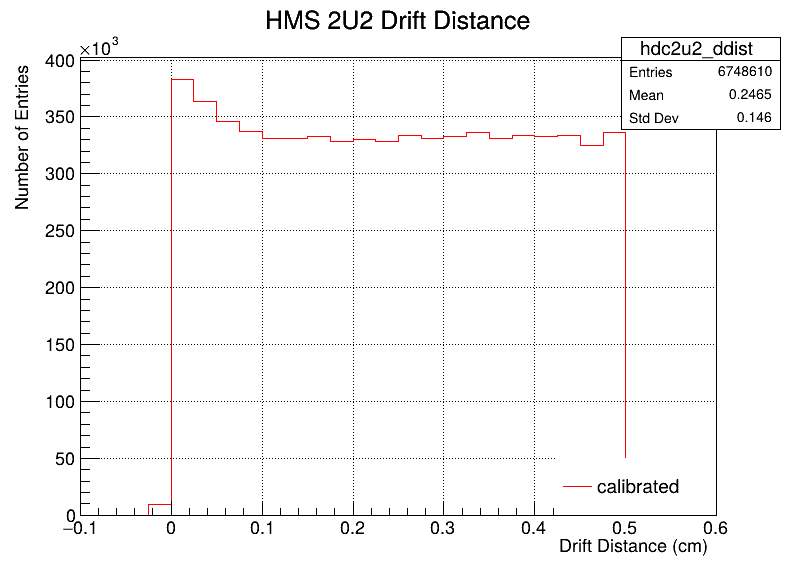 HMS 2U2 Drift Distance
×10³
hdc2u2_ddist
Entries 6748610
Mean 0.2465
Std Dev 0.146
Number of Entries
400
350
300
250
200
150
100
50
0
calibrated
−0.1 0 0.1 0.2 0.3 0.4 0.5 0.6
Drift Distance (cm)